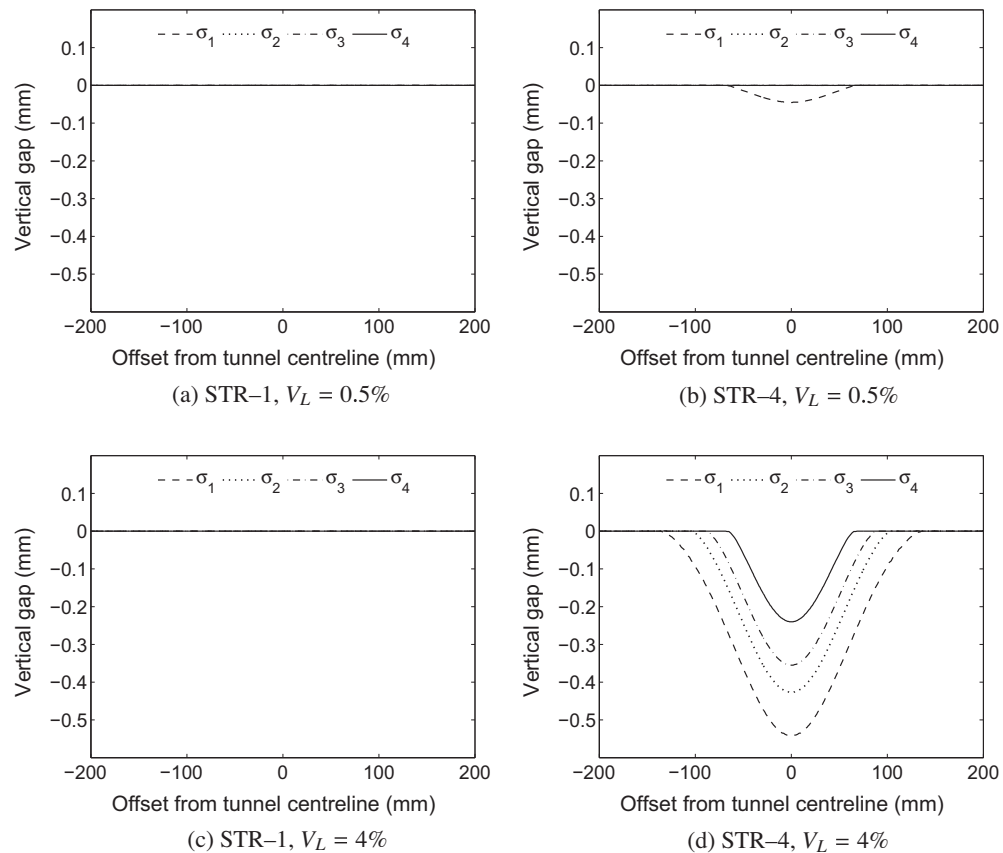 σ1 σ2 σ3 σ4
0.1
0
−0.1
−0.2
−0.3
−0.4
−0.5
Vertical gap (mm)
−200 −100 0 100 200
Offset from tunnel centreline (mm)
(a) STR–1, VL = 0.5%
σ1 σ2 σ3 σ4
0.1
0
−0.1
−0.2
−0.3
−0.4
−0.5
Vertical gap (mm)
−200 −100 0 100 200
Offset from tunnel centreline (mm)
(b) STR–4, VL = 0.5%
σ1 σ2 σ3 σ4
0.1
0
−0.1
−0.2
−0.3
−0.4
−0.5
Vertical gap (mm)
−200 −100 0 100 200
Offset from tunnel centreline (mm)
(c) STR–1, VL = 4%
σ1 σ2 σ3 σ4
0.1
0
−0.1
−0.2
−0.3
−0.4
−0.5
Vertical gap (mm)
−200 −100 0 100 200
Offset from tunnel centreline (mm)
(d) STR–4, VL = 4%